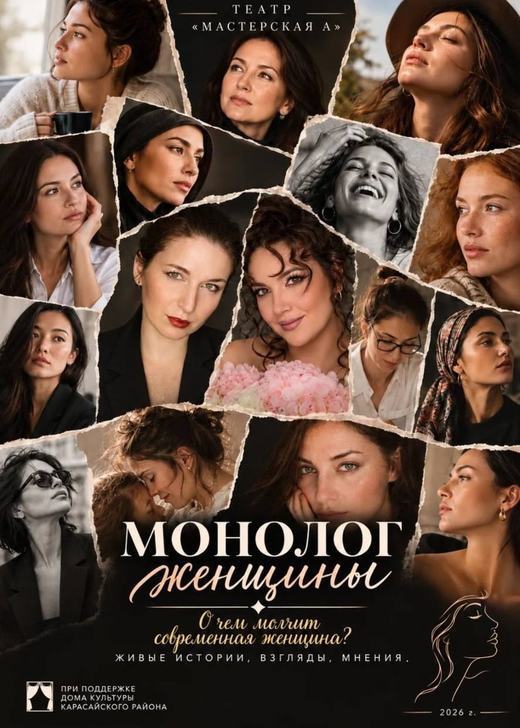 ТЕАТР
«МАСТЕРСКАЯ А»
МОНОЛОГ
женщины
О чем молчит
современная женщина?
ЖИВЫЕ ИСТОРИИ, ВЗГЛЯДЫ, МНЕНИЯ.
ПРИ ПОДДЕРЖКЕ
ДОМА КУЛЬТУРЫ
КАРАСАЙСКОГО РАЙОНА
2026 г.